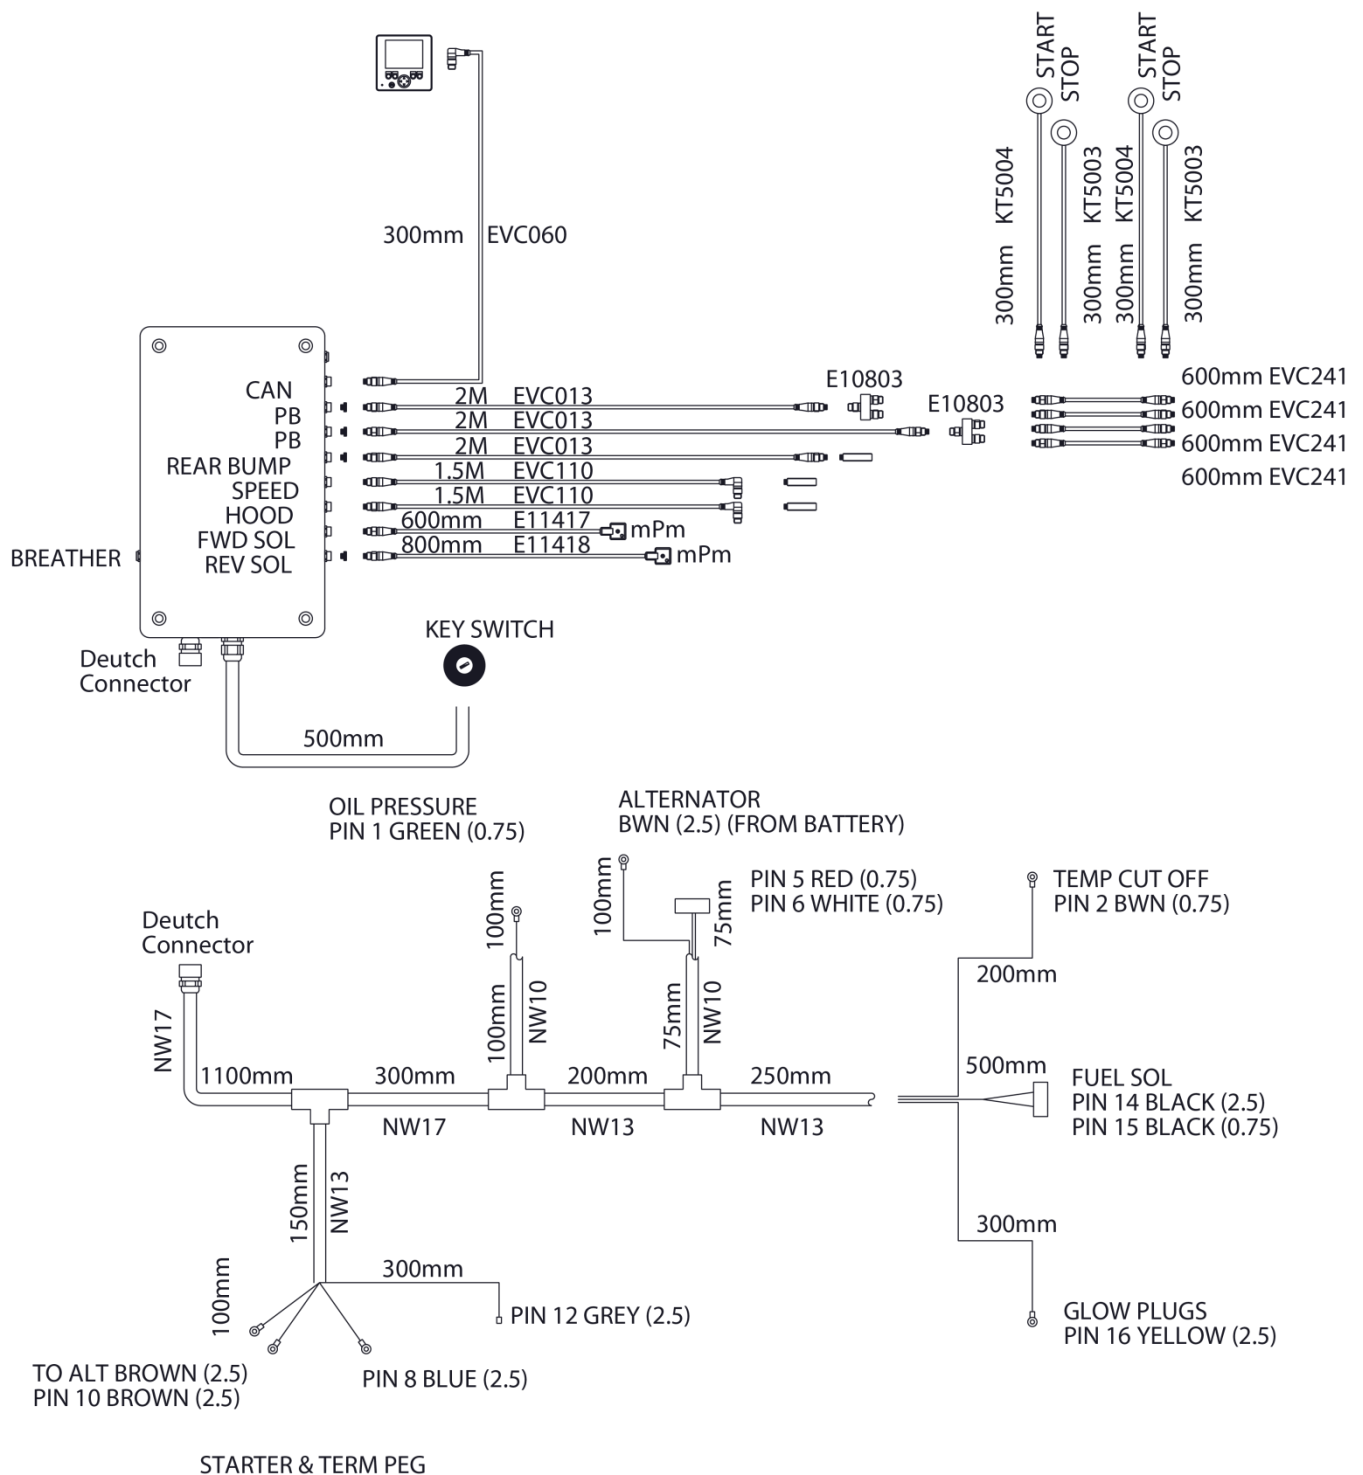 START
STOP
START
STOP
300mm KT5004
300mm KT5003
300mm KT5004
300mm KT5003
300mm EVC060
CAN
PB
PB
REAR BUMP
SPEED
HOOD
FWD SOL
REV SOL
BREATHER
2M EVC013
2M EVC013
2M EVC013
1.5M EVC110
1.5M EVC110
600mm E11417 mPm
800mm E11418 mPm
E10803
E10803
600mm EVC241
600mm EVC241
600mm EVC241
600mm EVC241
Deutch
Connector
KEY SWITCH
500mm
OIL PRESSURE
PIN 1 GREEN (0.75)
ALTERNATOR
BWN (2.5) (FROM BATTERY)
PIN 5 RED (0.75)
PIN 6 WHITE (0.75)
TEMP CUT OFF
PIN 2 BWN (0.75)
100mm
100mm
75mm
Deutch
Connector
200mm
NW17
100mm
NW10
75mm
NW10
1100mm
300mm
200mm
250mm
500mm
NW17
NW13
NW13
FUEL SOL
PIN 14 BLACK (2.5)
PIN 15 BLACK (0.75)
150mm
NW13
300mm
100mm
300mm
PIN 12 GREY (2.5)
GLOW PLUGS
PIN 16 YELLOW (2.5)
TO ALT BROWN (2.5)
PIN 10 BROWN (2.5)
PIN 8 BLUE (2.5)
STARTER & TERM PEG